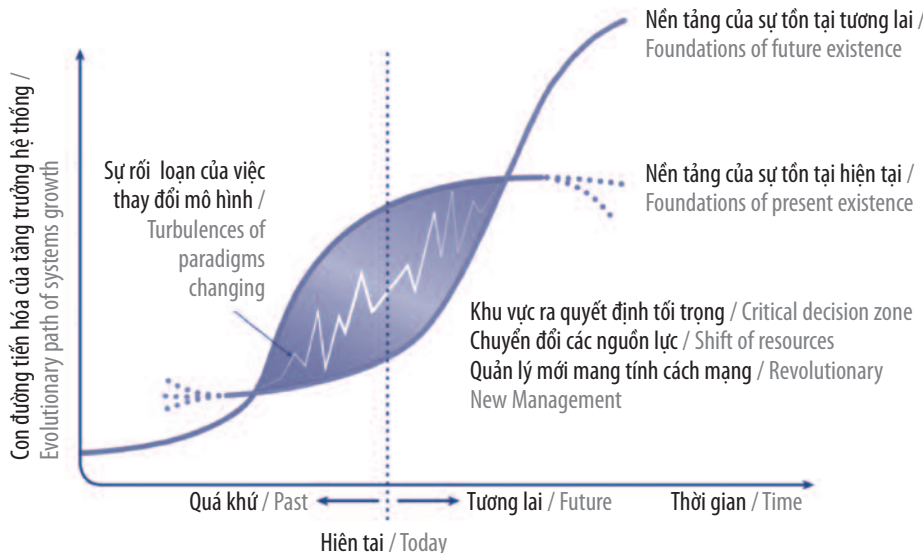 Nền tảng của sự tồn tại tương lai /
Foundations of future existence
Con đường tiến hóa của tăng trưởng hệ thống /
Evolutionary path of systems growth
Sự rối loạn của việc
thay đổi mô hình /
Turbulences of
paradigms
changing
Nền tảng của sự tồn tại hiện tại /
Foundations of present existence
Khu vực ra quyết định tối trọng / Critical decision zone
Chuyển đổi các nguồn lực / Shift of resources
Quản lý mới mang tính cách mạng / Revolutionary
New Management
Quá khứ / Past
Tương lai / Future
Thời gian / Time
Hiện tại / Today